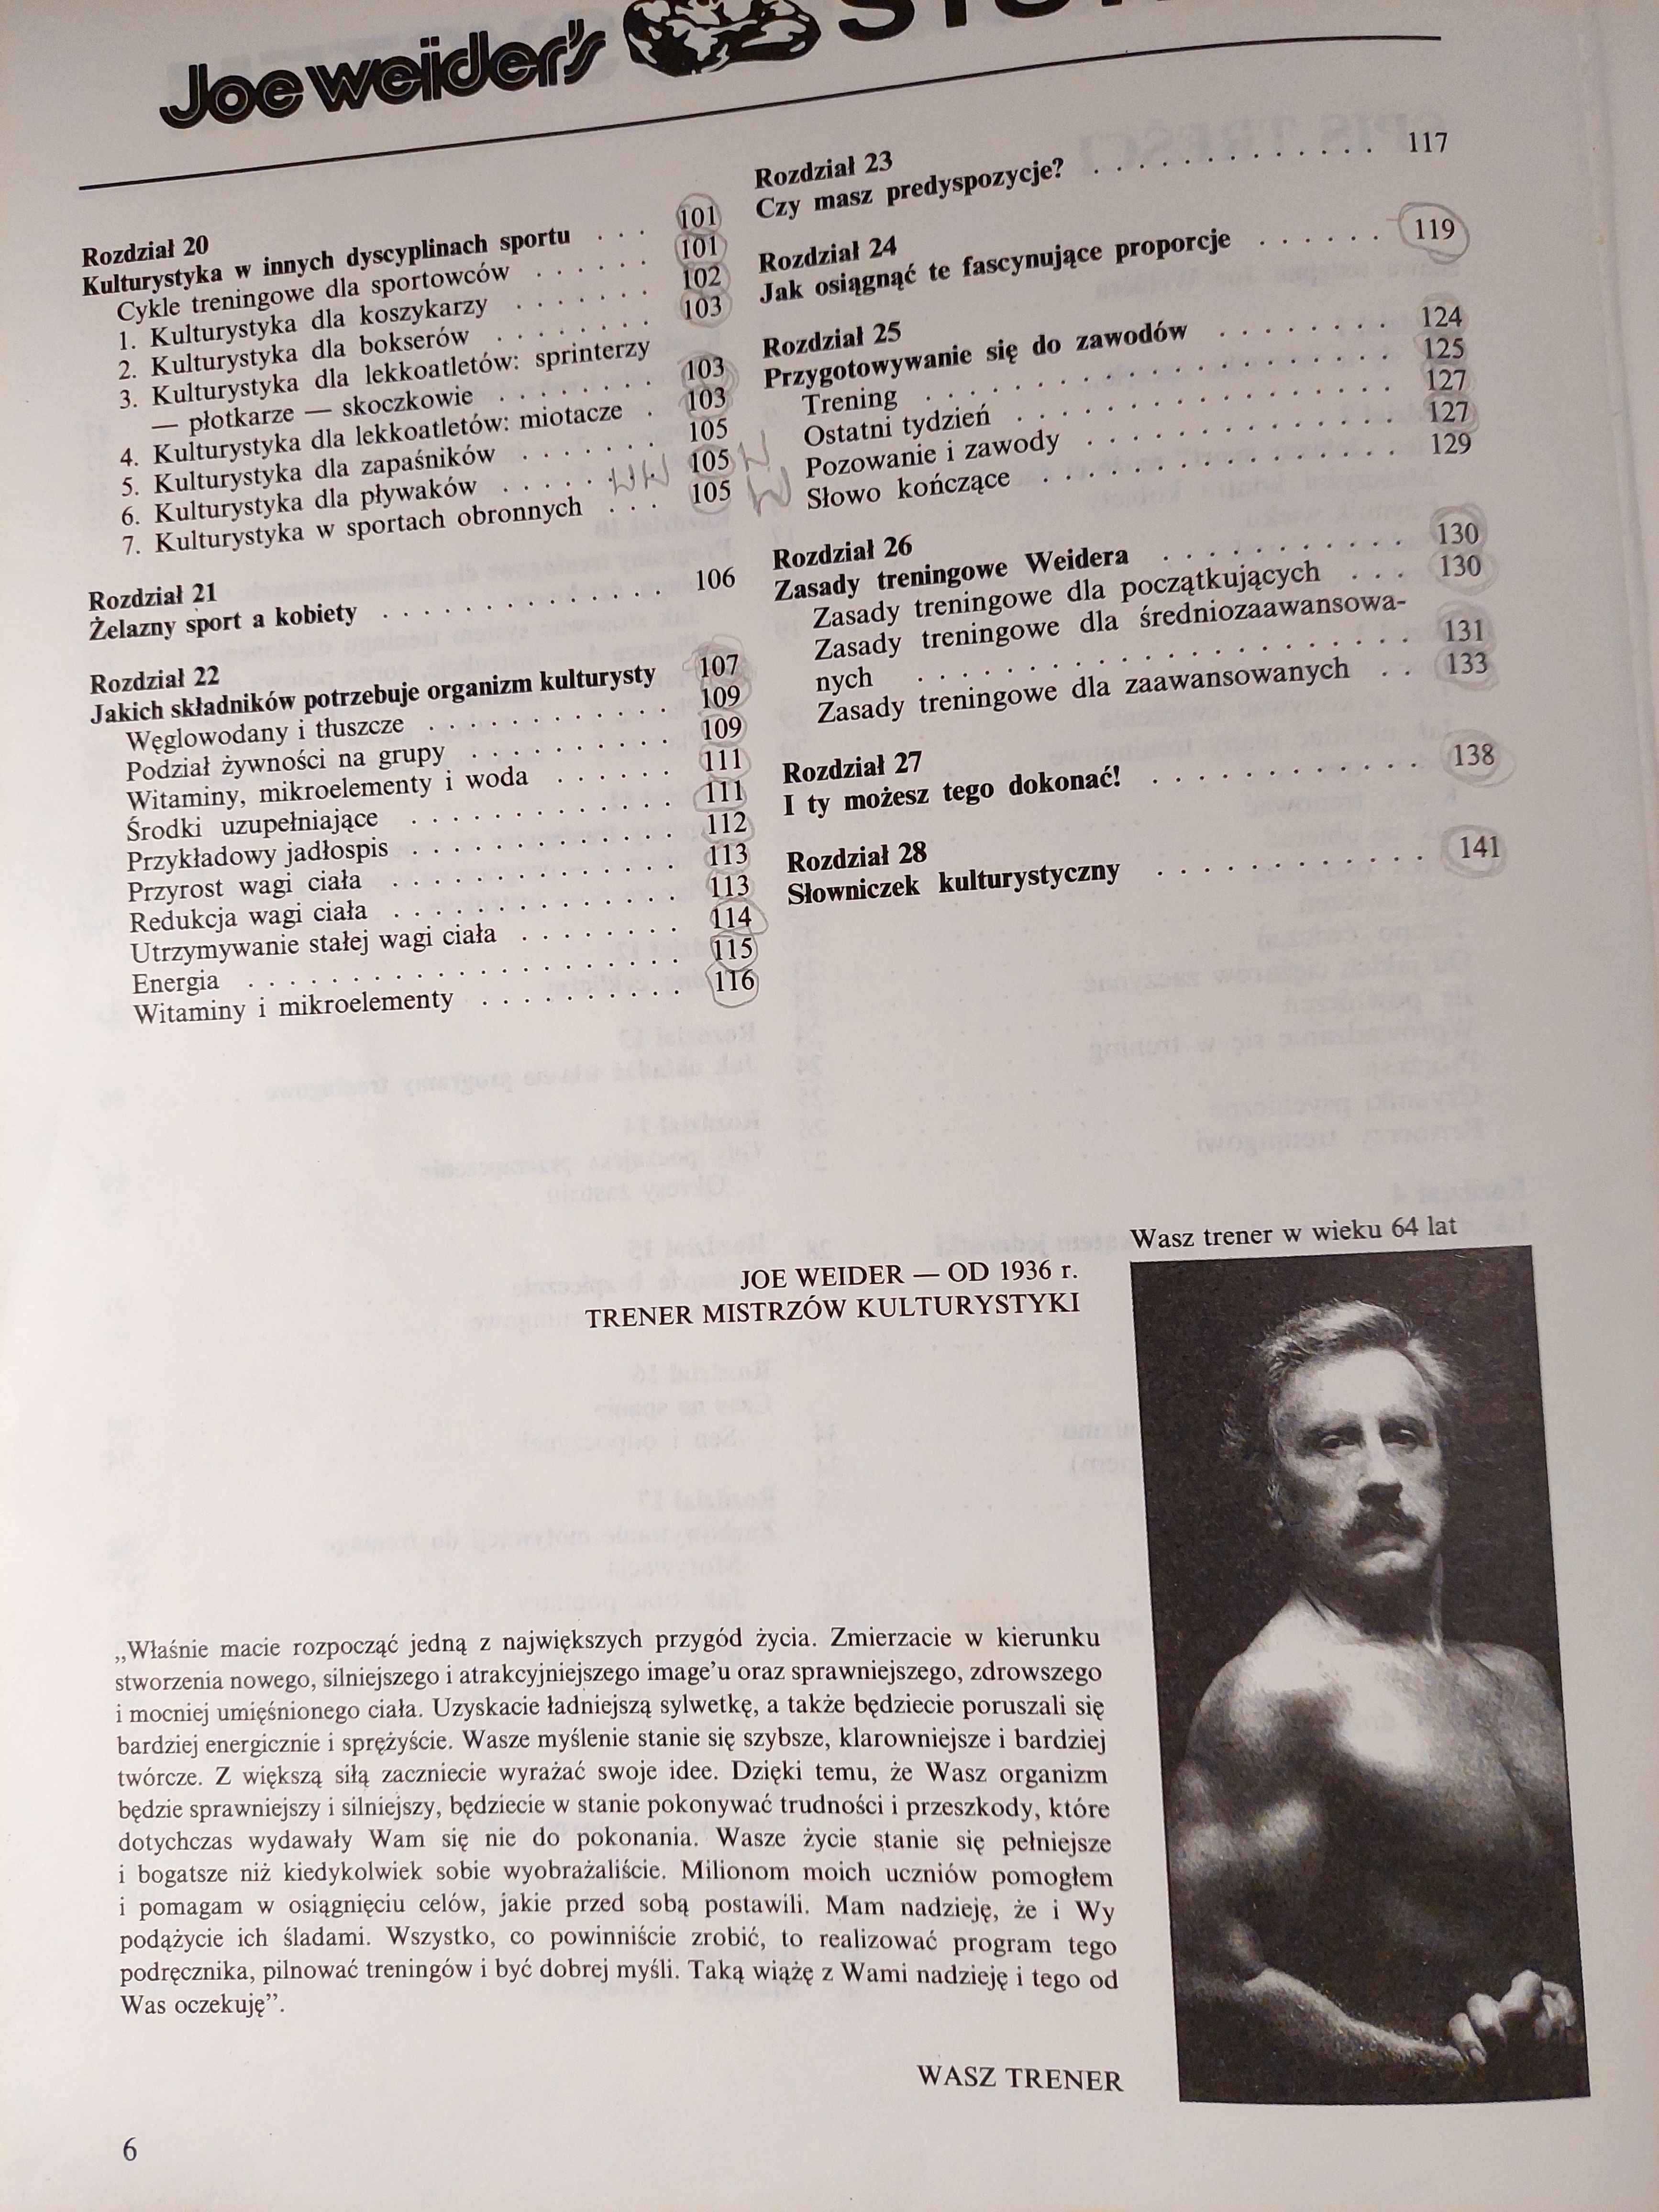 Joe weider's
Rozdział 20
Kulturystyka w innych dyscyplinach sportu . . . 101
Cykle treningowe dla sportowców . . . . . . 101
1. Kulturystyka dla koszykarzy . . . . . . . 102
2. Kulturystyka dla bokserów . . . . . . . . 103
3. Kulturystyka dla lekkoatletów: sprinterzy
— płotkarze — skoczkowie . . . . . . . 103
4. Kulturystyka dla lekkoatletów: miotacze . 103
5. Kulturystyka dla zapaśników . . . . . . 105
6. Kulturystyka dla pływaków . . . . . . . 105
7. Kulturystyka w sportach obronnych . . . 105
Rozdział 21
Żelazny sport a kobiety . . . . . . . . . . . . . . 106
Rozdział 22
Jakich składników potrzebuje organizm kulturysty 107
Węglowodany i tłuszcze . . . . . . . . . . . 109
Podział żywności na grupy . . . . . . . . . 109
Witaminy, mikroelementy i woda . . . . . . 111
Środki uzupełniające . . . . . . . . . . . . 111
Przykładowy jadłospis . . . . . . . . . . . . 112
Przyrost wagi ciała . . . . . . . . . . . . . 113
Redukcja wagi ciała . . . . . . . . . . . . . 113
Utrzymywanie stałej wagi ciała . . . . . . . . 114
Energia . . . . . . . . . . . . . . . . . . . 115
Witaminy i mikroelementy . . . . . . . . . . 116
Rozdział 23
Czy masz predyspozycje? . . . . . . . . . . . . . 117
Rozdział 24
Jak osiągnąć te fascynujące proporcje . . . . . . 119
Rozdział 25
Przygotowywanie się do zawodów . . . . . . . . 124
Trening . . . . . . . . . . . . . . . . . . 125
Ostatni tydzień . . . . . . . . . . . . . . . 127
Pozowanie i zawody . . . . . . . . . . . . . 127
Słowo kończące . . . . . . . . . . . . . . . 129
Rozdział 26
Zasady treningowe Weidera . . . . . . . . . . . 130
Zasady treningowe dla początkujących . . . 130
Zasady treningowe dla średniozaawansowa-
nych . . . . . . . . . . . . . . . . . . . 131
Zasady treningowe dla zaawansowanych . . 133
Rozdział 27
I ty możesz tego dokonać! . . . . . . . . . . . . 138
Rozdział 28
Słowniczek kulturystyczny . . . . . . . . . . . . 141
Wasz trener w wieku 64 lat
JOE WEIDER — OD 1936 r.
TRENER MISTRZÓW KULTURYSTYKI
„Właśnie macie rozpocząć jedną z największych przygód życia. Zmierzacie w kierunku
stworzenia nowego, silniejszego i atrakcyjniejszego image'u oraz sprawniejszego, zdrowszego
i mocniej umięśnionego ciała. Uzyskacie ładniejszą sylwetkę, a także będziecie poruszali się
bardziej energicznie i sprężyście. Wasze myślenie stanie się szybsze, klarowniejsze i bardziej
twórcze. Z większą siłą zaczniecie wyrażać swoje idee. Dzięki temu, że Wasz organizm
będzie sprawniejszy i silniejszy, będziecie w stanie pokonywać trudności i przeszkody, które
dotychczas wydawały Wam się nie do pokonania. Wasze życie stanie się pełniejsze
i bogatsze niż kiedykolwiek sobie wyobrażaliście. Milionom moich uczniów pomogłem
i pomagam w osiągnięciu celów, jakie przed sobą postawili. Mam nadzieję, że i Wy
podążycie ich śladami. Wszystko, co powinniście zrobić, to realizować program tego
podręcznika, pilnować treningów i być dobrej myśli. Taką wiążę z Wami nadzieję i tego od
Was oczekuję”.
WASZ TRENER
6